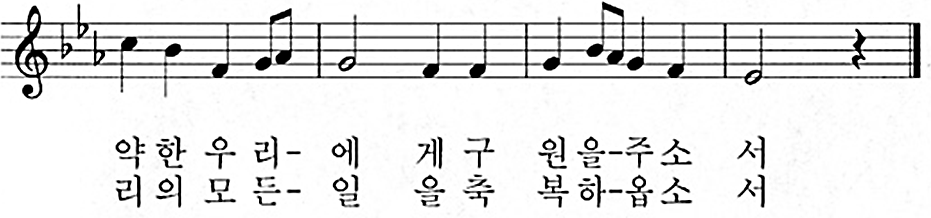 약한 우 리- 에 게 구 원 을-주 소 서
리의 모 든- 일 을 축 복 하-옵 소 서